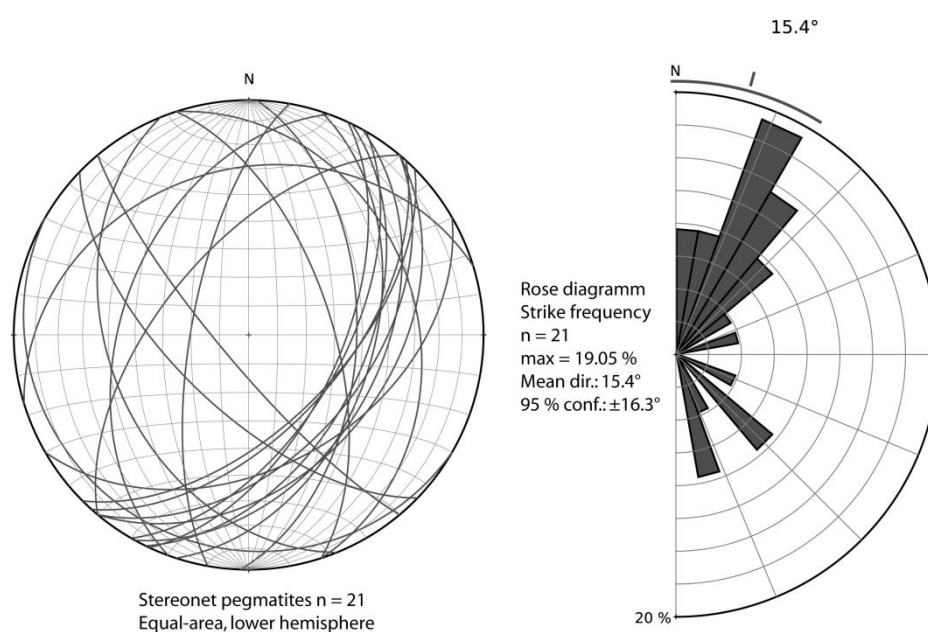 15.4°
N
N
Rose diagramm
Strike frequency
n = 21
max = 19.05 %
Mean dir.: 15.4°
95 % conf.: ±16.3°
20 %
Stereonet pegmatites n = 21
Equal-area, lower hemisphere